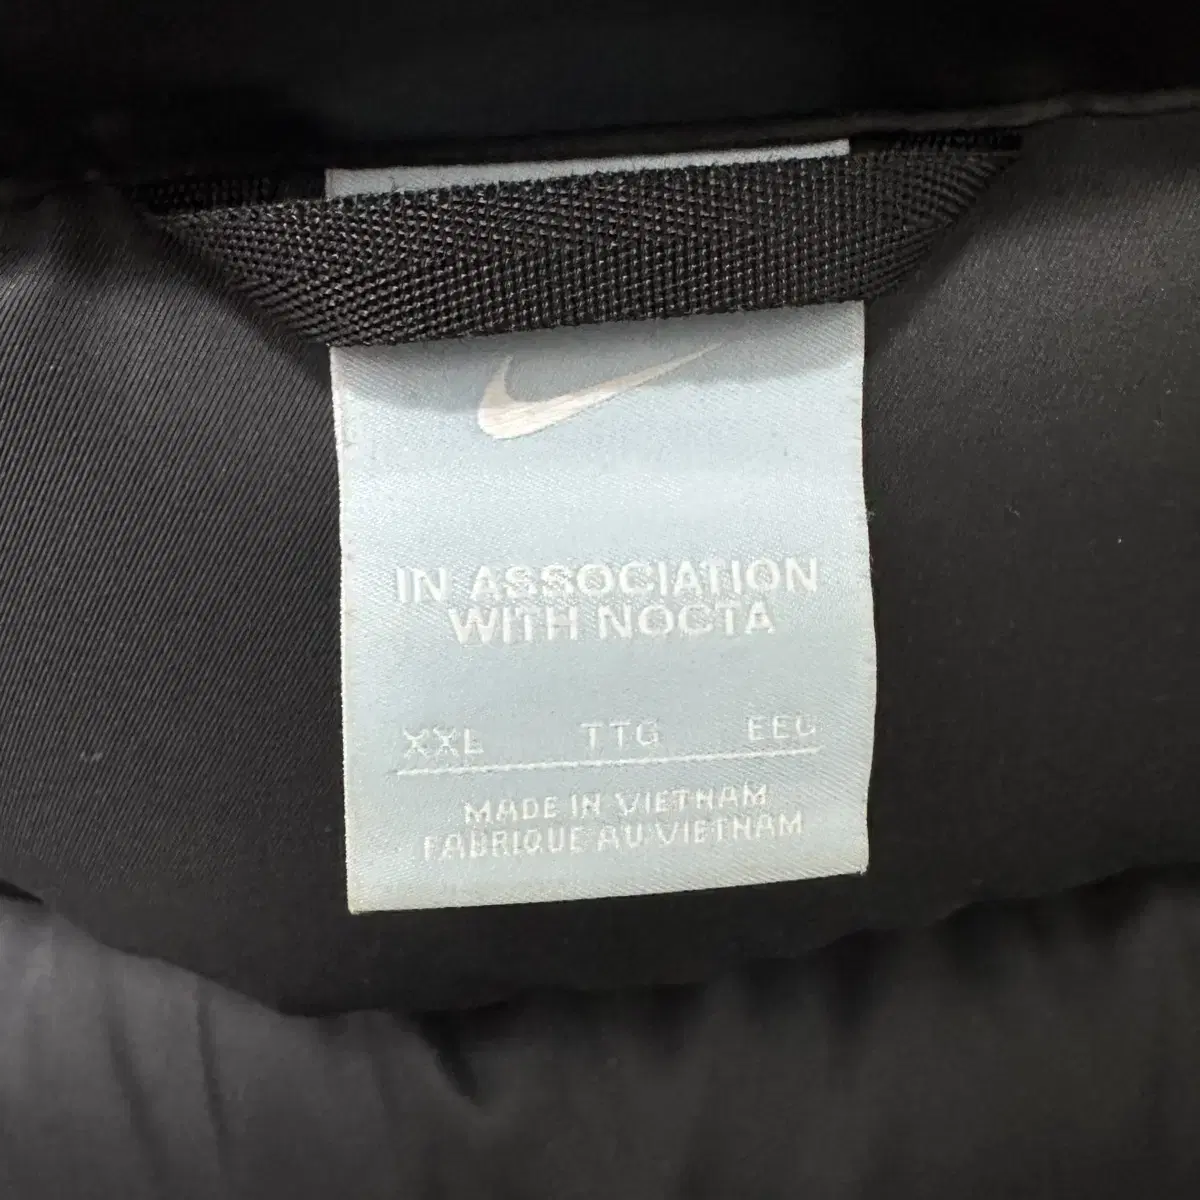 IN ASSOCIATION
WITH NOCTA
XXL TTG EEG
MADE IN VIETNAM
FABRIQUE AU VIETNAM